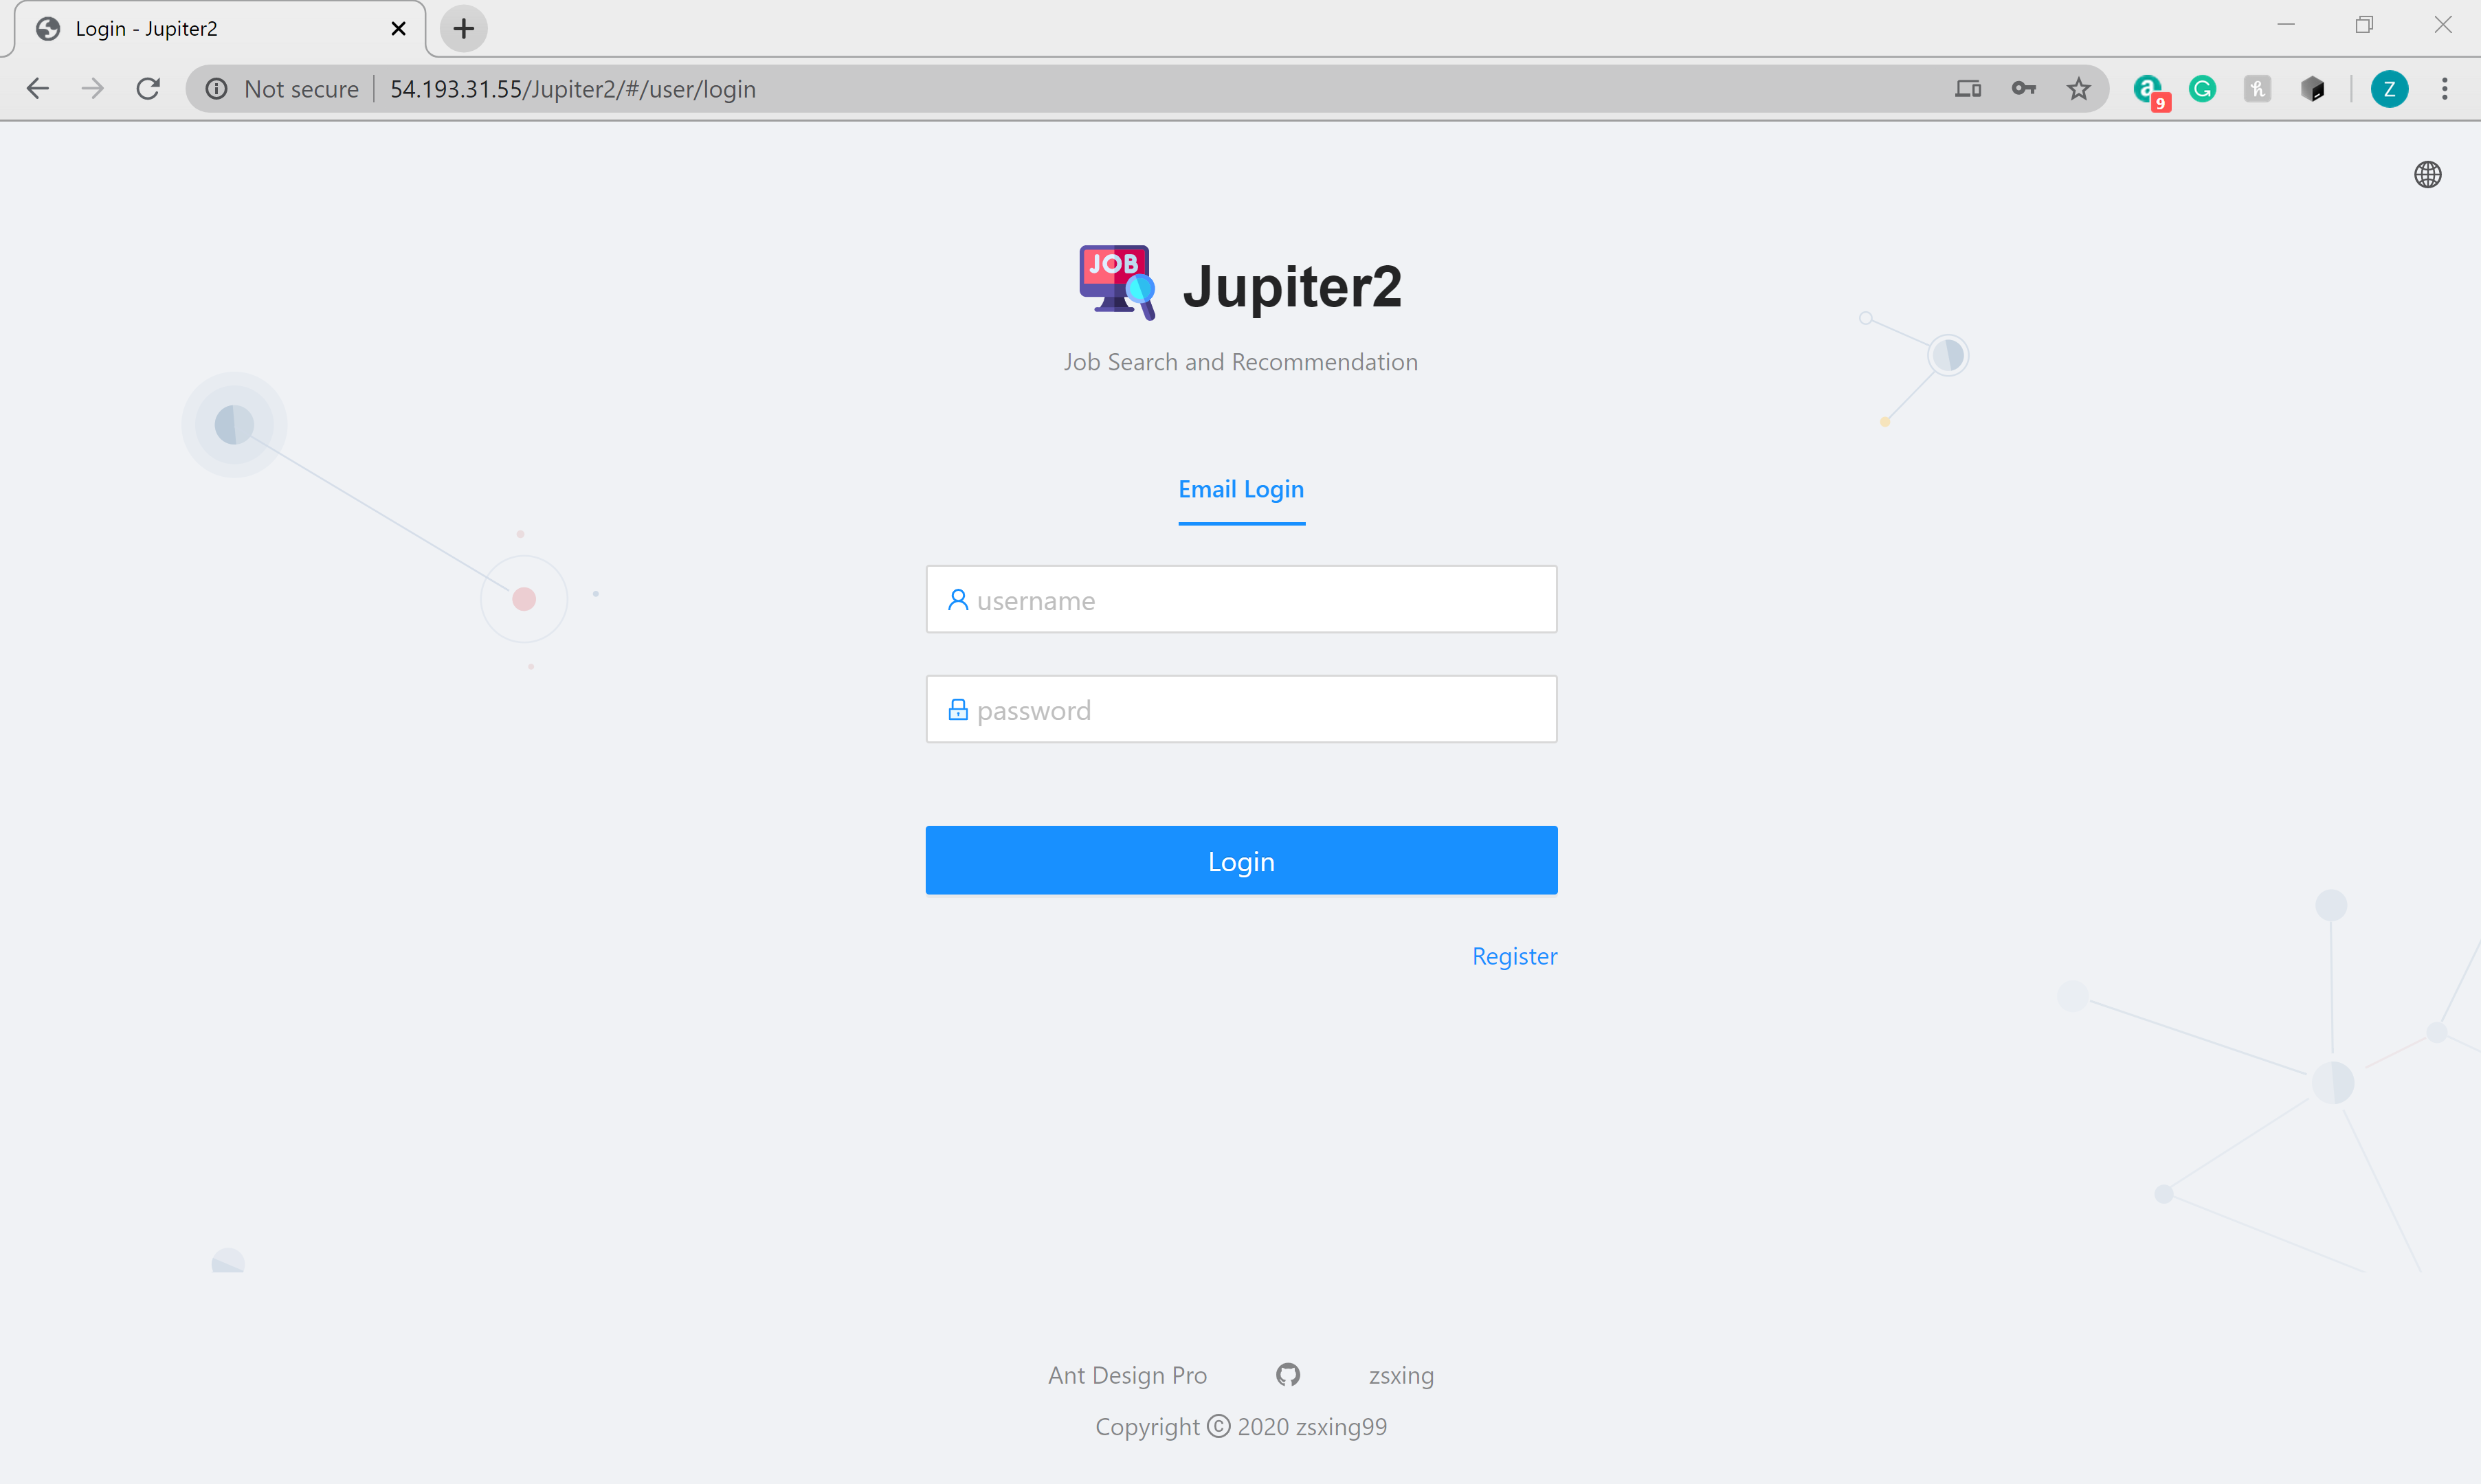 Login - Jupiter2
Not secure 54.193.31.55/Jupiter2/#/user/login
9
Z
JOB
Jupiter2
Job Search and Recommendation
Email Login
username
password
Login
Register
Ant Design Pro zsxing
Copyright © 2020 zsxing99